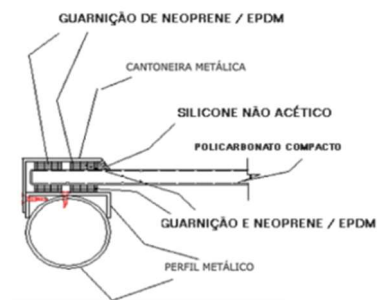 GUARNIÇÃO DE NEOPRENE / EPDM
CANTONEIRA METÁLICA
SILICONE NÃO ACÉTICO
POLICARBONATO COMPACTO
GUARNIÇÃO E NEOPRENE / EPDM
PERFIL METÁLICO